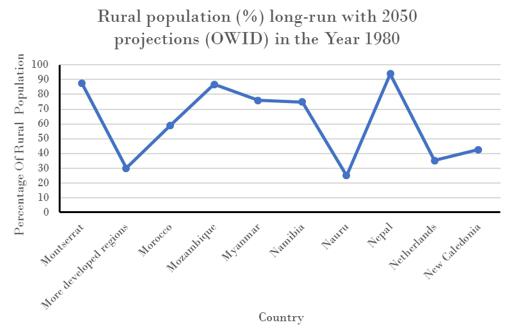 Rural population (%) long-run with 2050
projections (OWID) in the Year 1980
Percentage Of Rural Population
100
90
80
70
60
50
40
30
20
10
0
Montserrat
More developed regions
Morocco
Mozambique
Myanmar
Namibia
Nauru
Nepal
Netherlands
New Caledonia
Country